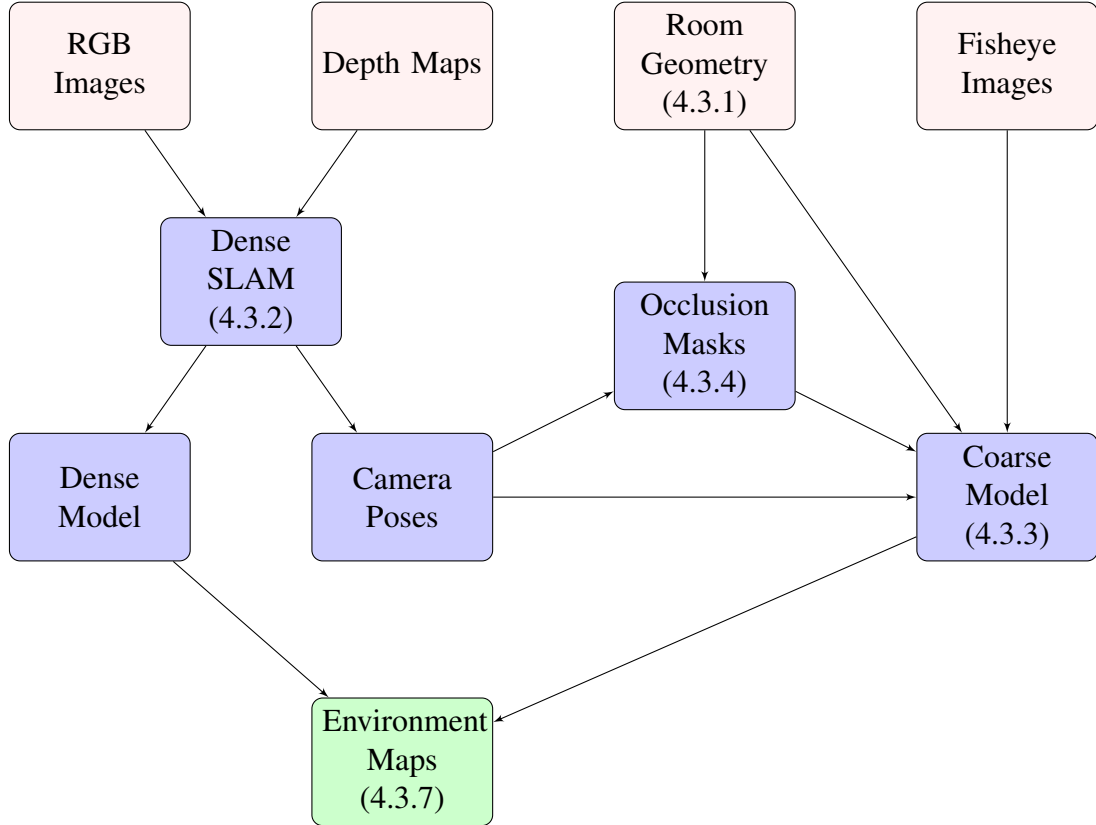 RGB
Images
Depth Maps
Room
Geometry
(4.3.1)
Fisheye
Images
Dense
SLAM
(4.3.2)
Occlusion
Masks
(4.3.4)
Dense
Model
Camera
Poses
Coarse
Model
(4.3.3)
Environment
Maps
(4.3.7)